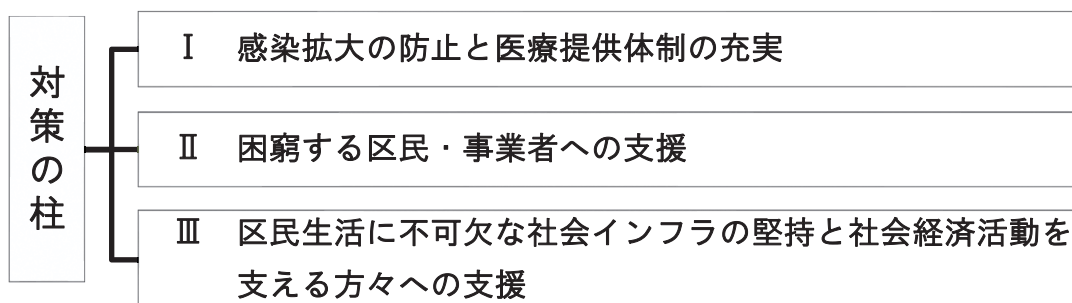 対策の柱
Ⅰ 感染拡大の防止と医療提供体制の充実
Ⅱ 困窮する区民・事業者への支援
Ⅲ 区民生活に不可欠な社会インフラの堅持と社会経済活動を
支える方々への支援